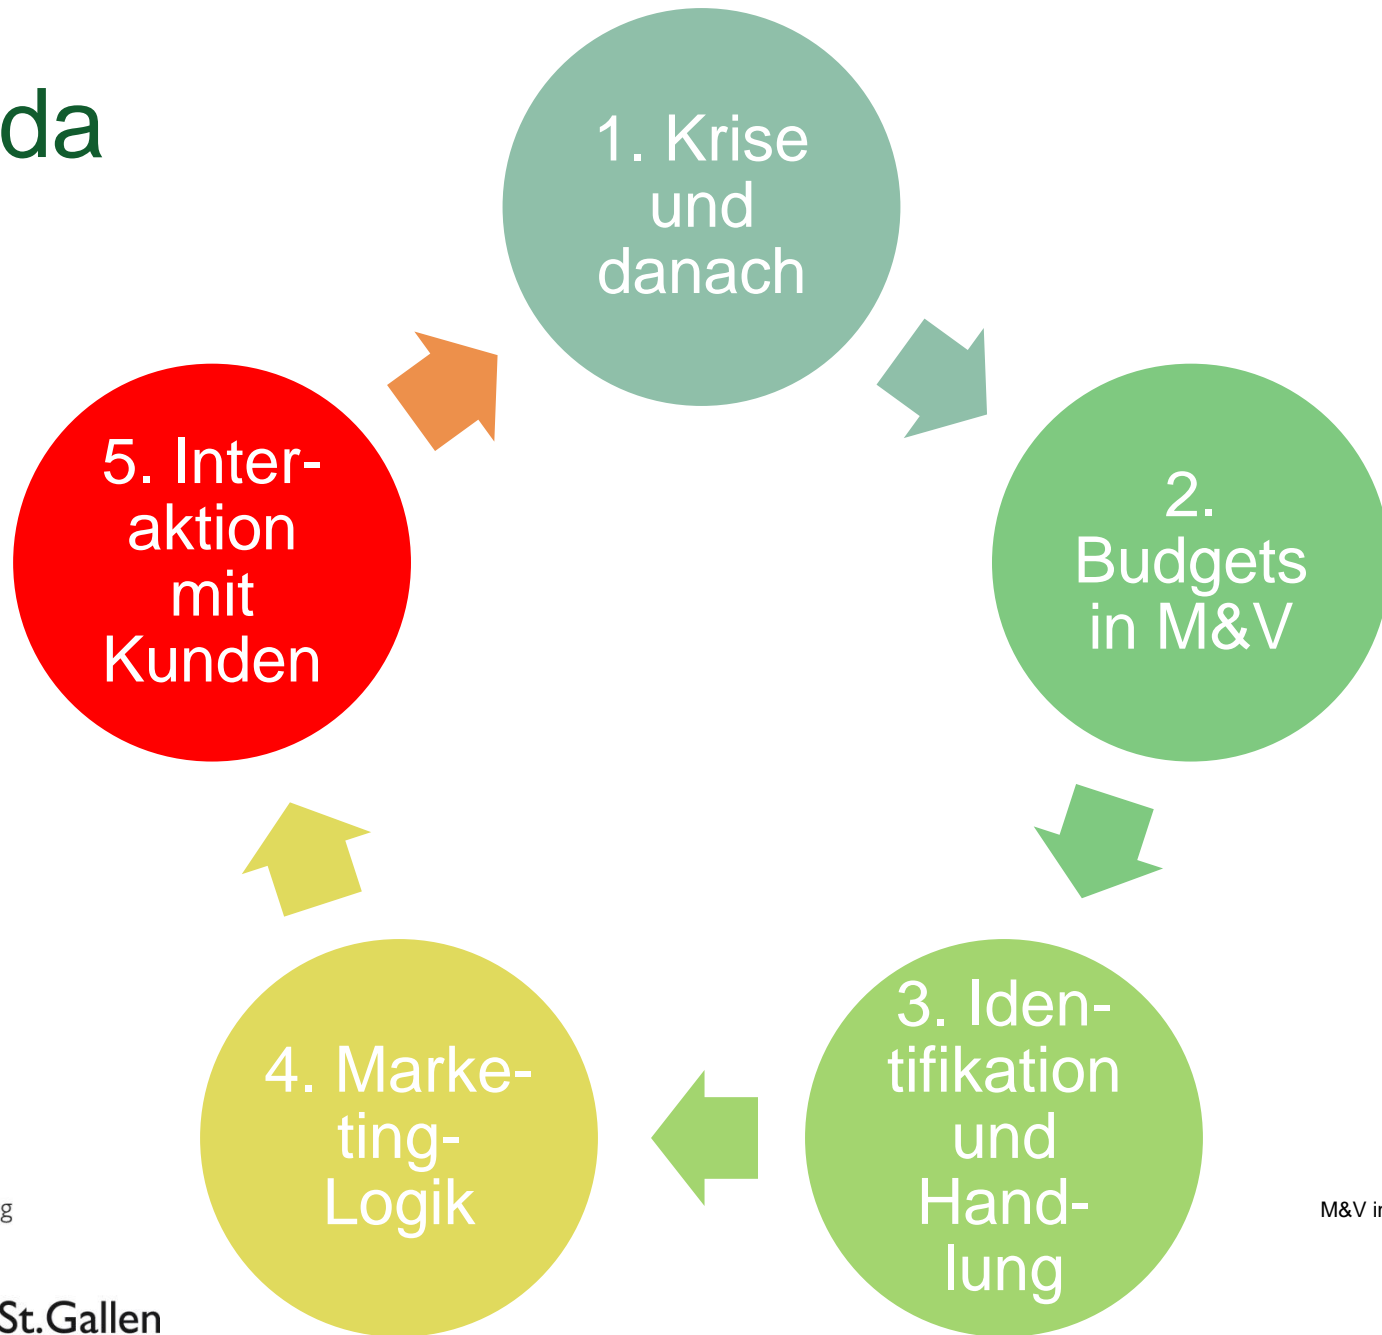 da
1. Krise
und
danach
2.
Budgets
in M&V
3. Iden-
tifikation
und
Hand-
lung
4. Marke-
ting-
Logik
5. Inter-
aktion
mit
Kunden
g
M&V in
St.Gallen